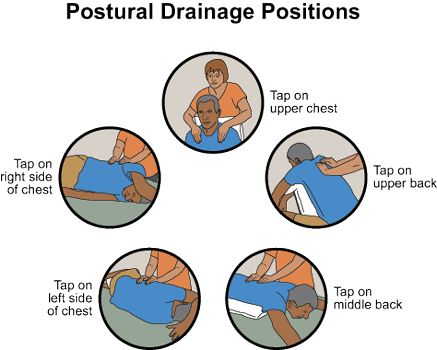 Postural Drainage Positions
Tap on
upper chest
Tap on
right side
of chest
Tap on
upper back
Tap on
left side
of chest
Tap on
middle back